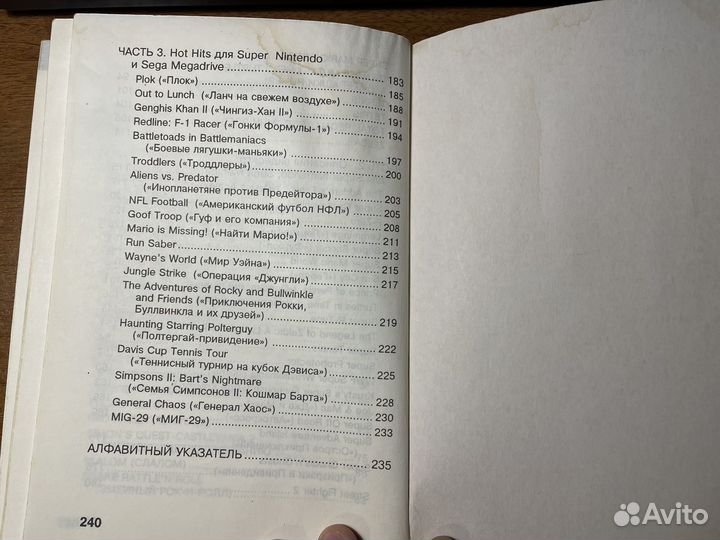 ЧАСТЬ 3. Hot Hits для Super Nintendo
и Sega Megadrive 183
Plok («Плок») 185
Out to Lunch («Ланч на свежем воздухе») 188
Genghis Khan II («Чингиз-Хан II») 191
Redline: F-1 Racer («Гонки Формулы-1») 194
Battletoads in Battlemaniacs
(«Боевые лягушки-маньяки») 197
Troddlers («Троддлеры») 200
Aliens vs. Predator
(«Инопланетяне против Предейтора») 203
NFL Football («Американский футбол НФЛ») 205
Goof Troop («Гуф и его компания») 208
Mario is Missing! («Найти Марио!») 211
Run Saber 213
Wayne's World («Мир Уэйна») 215
Jungle Strike («Операция «Джунгли») 217
The Adventures of Rocky and Bullwinkle
and Friends («Приключения Рокки,
Буллвинкла и их друзей») 219
Haunting Starring Polterguy
(«Полтергай-привидение») 222
Davis Cup Tennis Tour
(«Теннисный турнир на кубок Дэвиса») 225
Simpsons II: Bart's Nightmare
(«Семья Симпсонов II: Кошмар Барта») 228
General Chaos («Генерал Хаос») 230
MIG-29 («МИГ-29») 233
АЛФАВИТНЫЙ УКАЗАТЕЛЬ 235
240
Avito